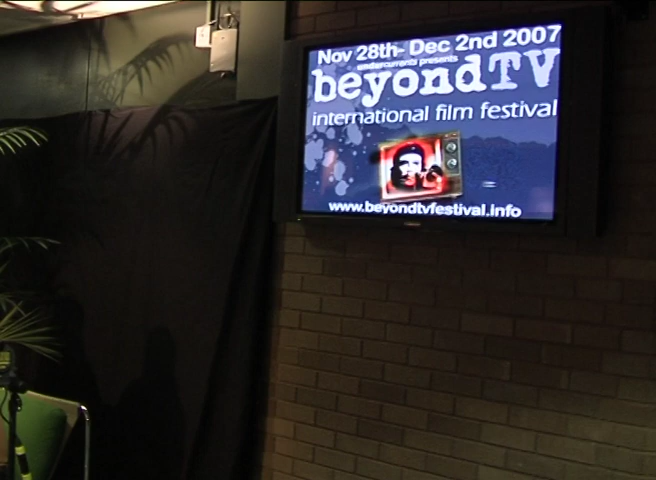 Nov 28th- Dec 2nd 2007
undercurrents presents
beyondTV
international film festival
www.beyondtvfestival.info